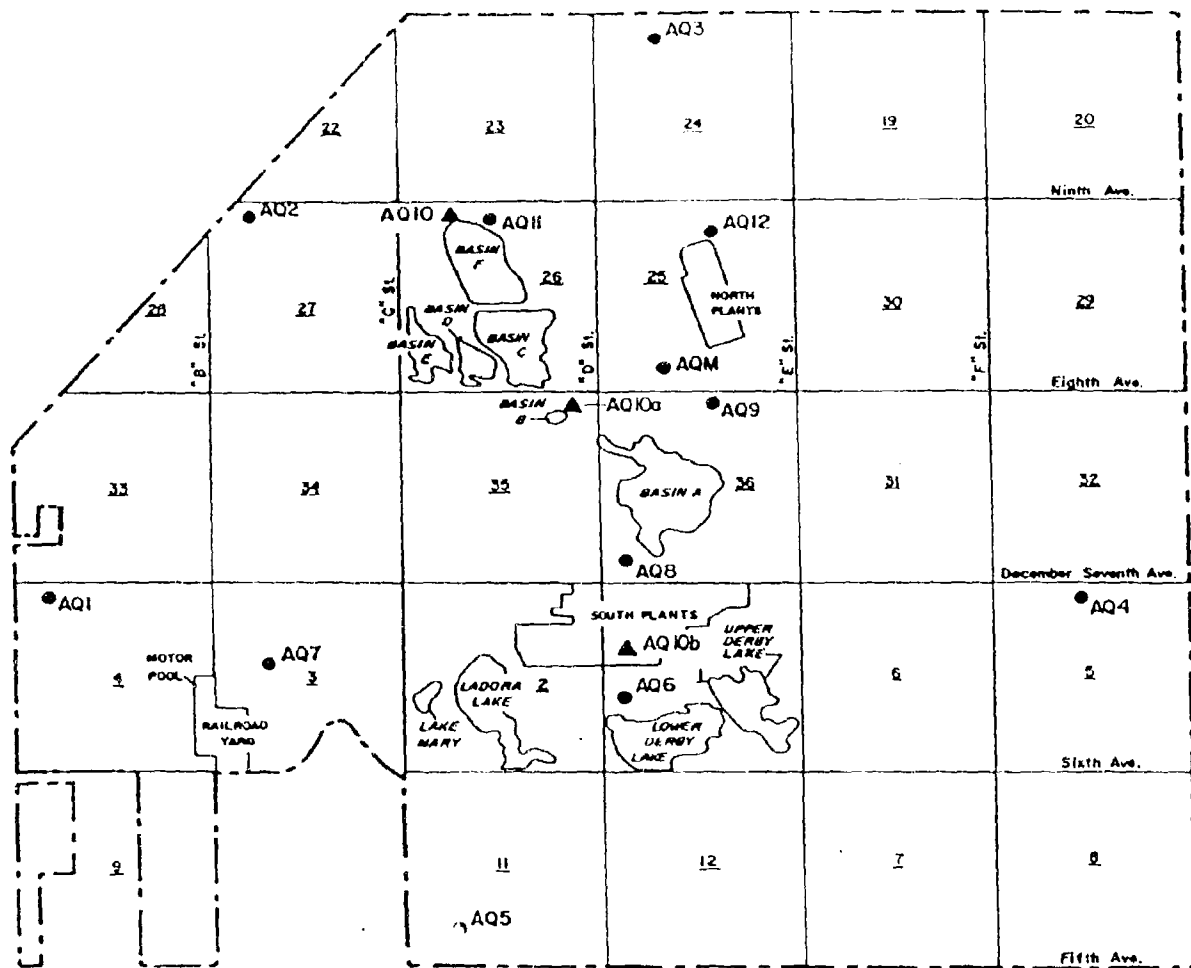 AQ3
22
23
24
19
20
Ninth Ave.
AQ2
AQ10
AQ11
AQ12
BASIN
F
26
25
NORTH
PLANTS
28
27
"C" St.
30
29
BASIN
D
BASIN
E
BASIN
C
"B" St.
"D" St.
"E" St.
"F" St.
AQM
Eighth Ave.
BASIN
B
AQ10a
AQ9
33
34
35
BASIN A
36
31
32
AQ8
December Seventh Ave.
AQ1
SOUTH PLANTS
AQ4
AQ10b
UPPER
DERBY
LAKE
MOTOR
POOL
AQ7
4
3
LADORA
LAKE
2
AQ6
6
5
RAILROAD
YARD
LAKE
MARY
LOWER
DERBY
LAKE
Sixth Ave.
9
11
12
7
8
AQ5
Fifth Ave.